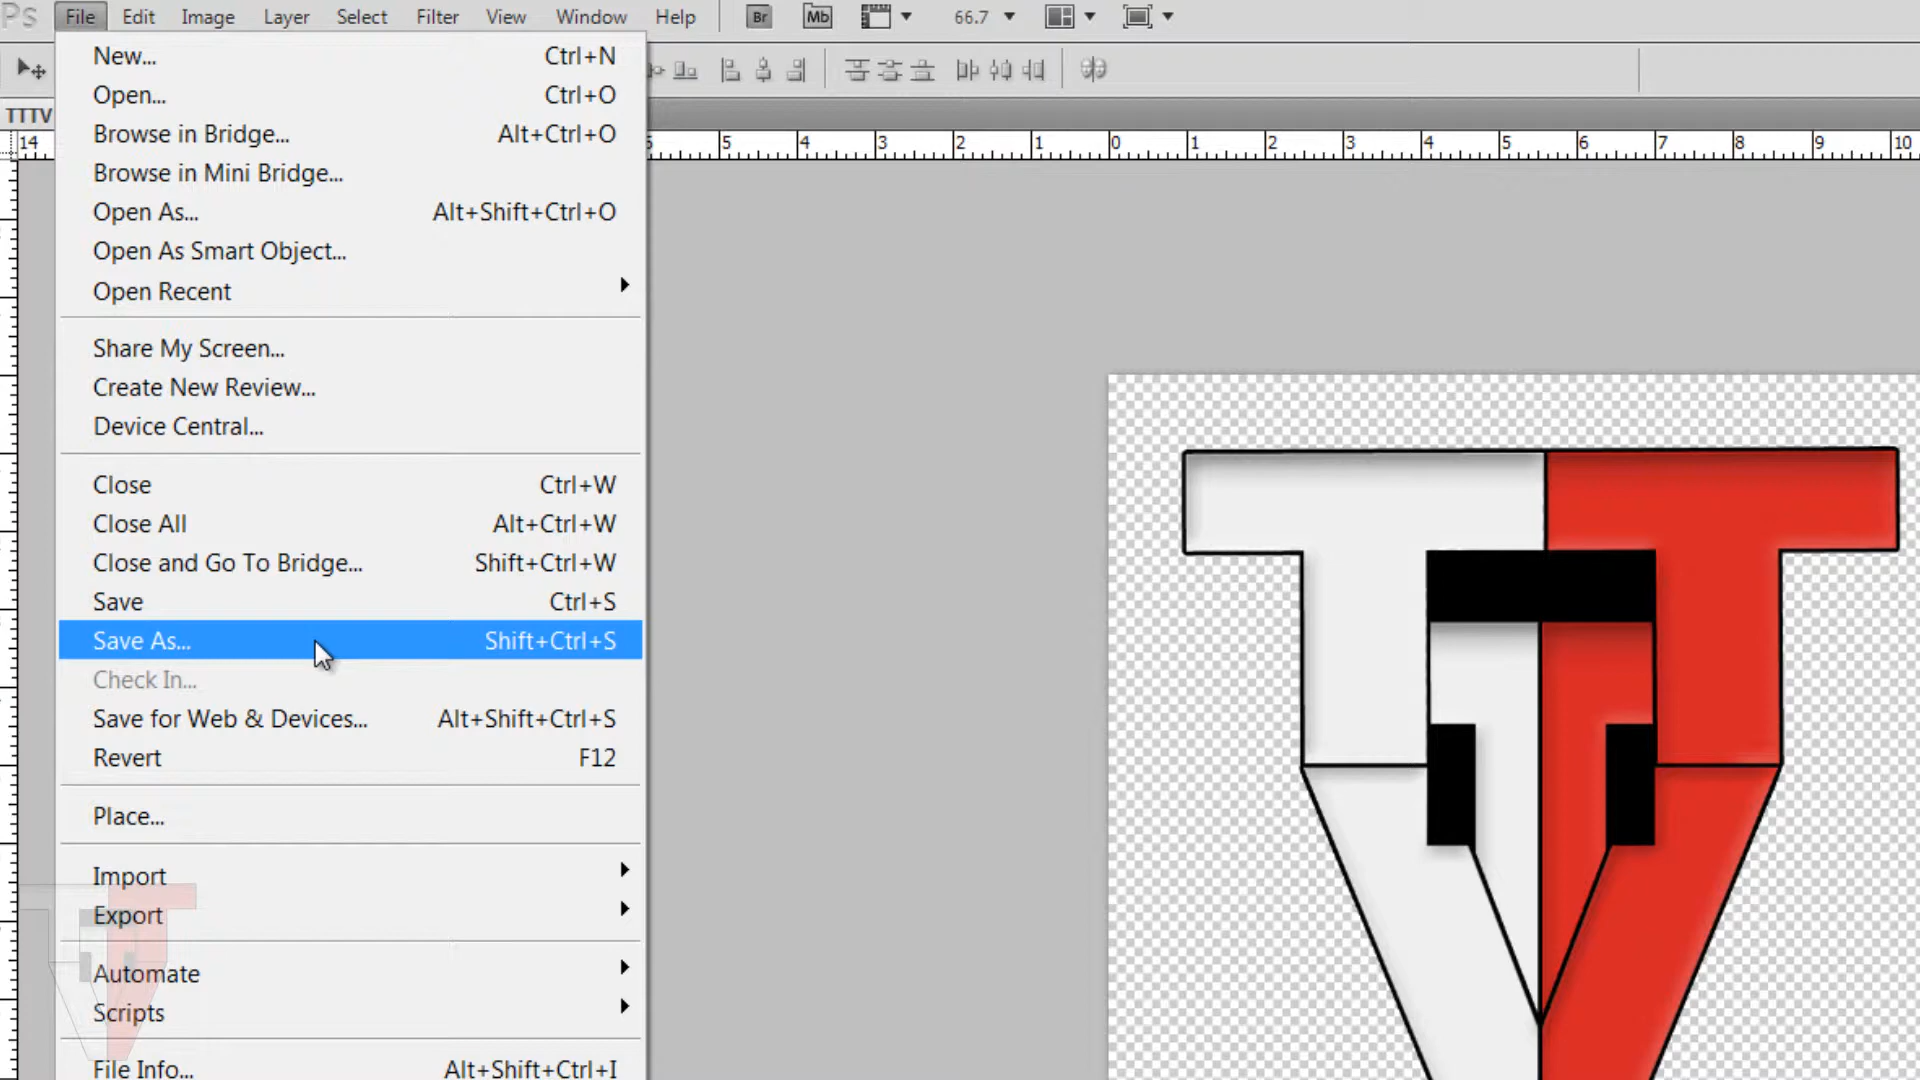 Ps File Edit Image Layer Select Filter View Window Help Br Mb 66.7
TTTV
14 5 4 3 2 1 0 1 2 3 4 5 6 7 8 9 10
New... Ctrl+N
Open... Ctrl+O
Browse in Bridge... Alt+Ctrl+O
Browse in Mini Bridge...
Open As... Alt+Shift+Ctrl+O
Open As Smart Object...
Open Recent
Share My Screen...
Create New Review...
Device Central...
Close Ctrl+W
Close All Alt+Ctrl+W
Close and Go To Bridge... Shift+Ctrl+W
Save Ctrl+S
Save As... Shift+Ctrl+S
Check In...
Save for Web & Devices... Alt+Shift+Ctrl+S
Revert F12
Place...
Import
Export
Automate
Scripts
File Info... Alt+Shift+Ctrl+I